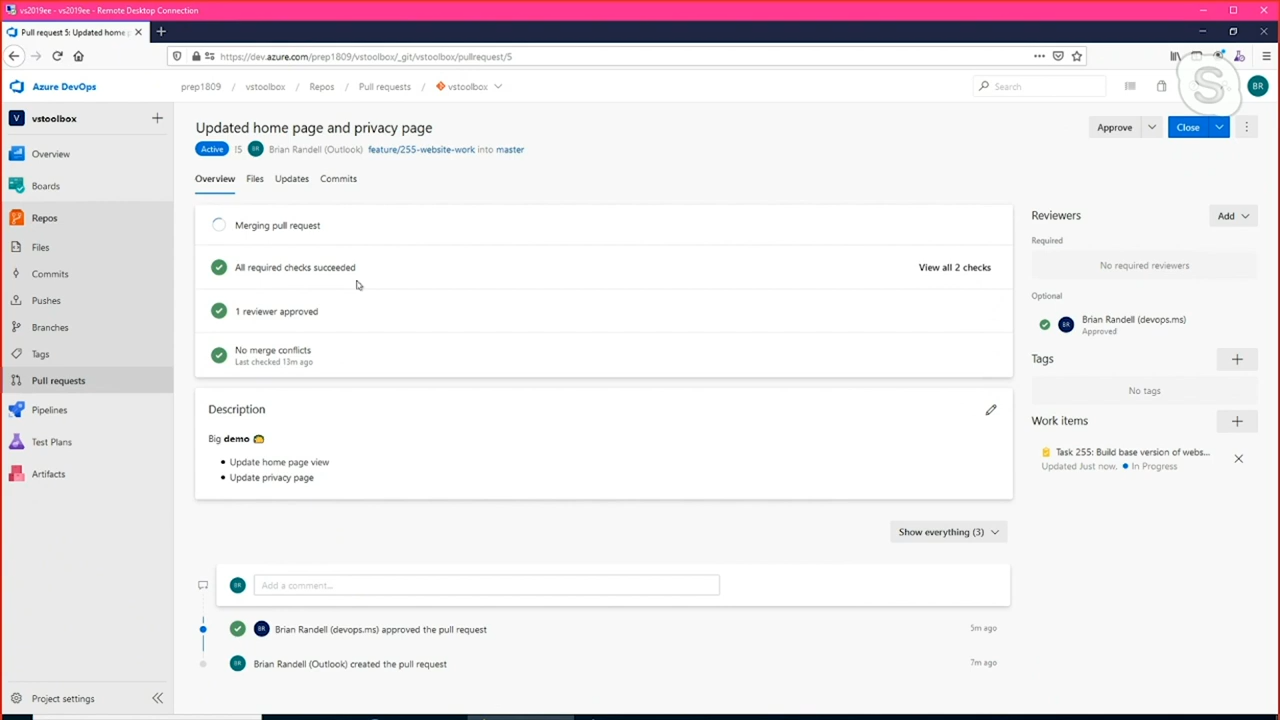 vs2019ee - vs2019ee - Remote Desktop Connection
Pull request 5: Updated home p
https://dev.azure.com/prep1809/vstoolbox/_git/vstoolbox/pullrequest/5
Azure DevOps
prep1809 / vstoolbox / Repos / Pull requests / vstoolbox
Search
BR
V vstoolbox
Overview
Boards
Repos
Files
Commits
Pushes
Branches
Tags
Pull requests
Pipelines
Test Plans
Artifacts
Project settings
Updated home page and privacy page
Approve
Close
Active !5 BR Brian Randell (Outlook) feature/255-website-work into master
Overview Files Updates Commits
Merging pull request
All required checks succeeded View all 2 checks
1 reviewer approved
No merge conflicts
Last checked 13m ago
Description
Big demo
Update home page view
Update privacy page
Show everything (3)
BR Add a comment...
BR Brian Randell (devops.ms) approved the pull request 5m ago
BR Brian Randell (Outlook) created the pull request 7m ago
Reviewers Add
Required
No required reviewers
Optional
BR Brian Randell (devops.ms)
Approved
Tags
No tags
Work items
Task 255: Build base version of webs...
Updated Just now, In Progress
S